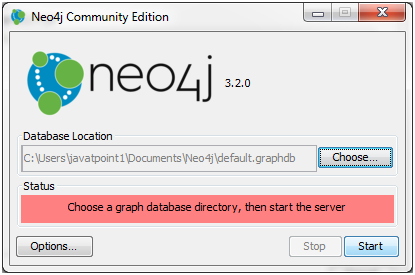 Neo4j Community Edition
neo4j 3.2.0
Database Location
C:\Users\javatpoint1\Documents\Neo4j\default.graphdb Choose...
Status
Choose a graph database directory, then start the server
Options... Stop Start